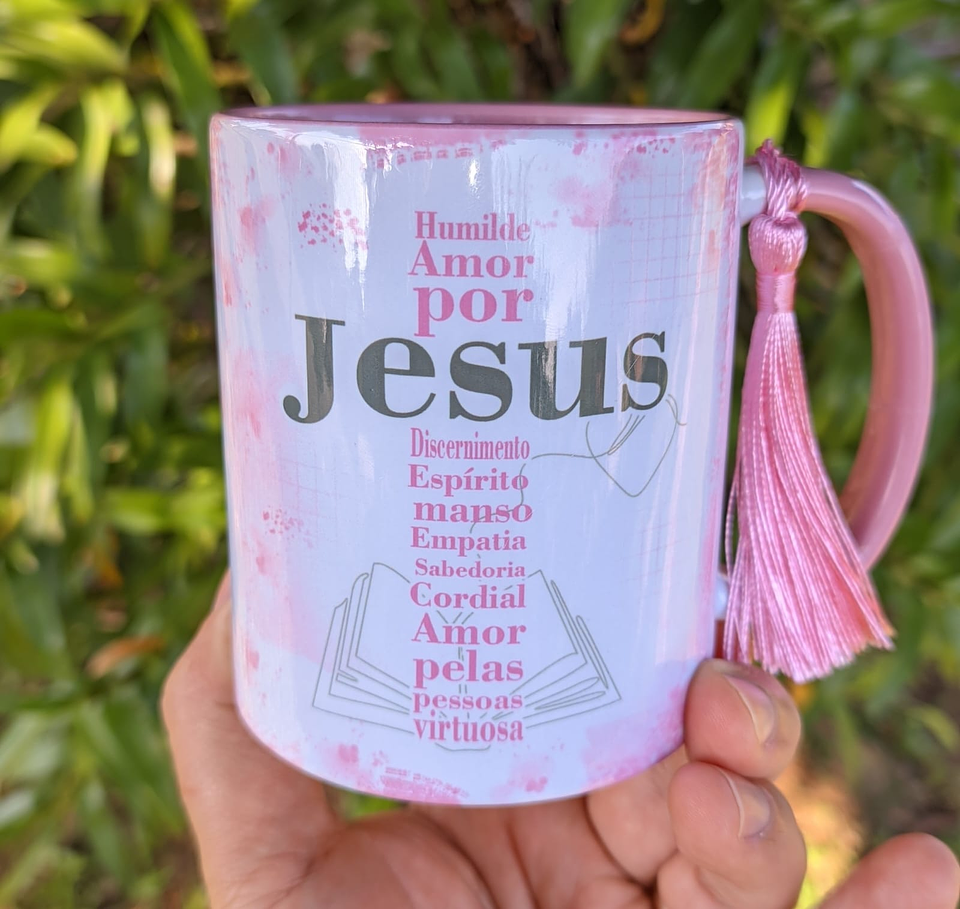 Humilde
Amor
por
Jesus
Discernimento
Espírito
manso
Empatia
Sabedoria
Cordiál
Amor
pelas
pessoas
virtuosa